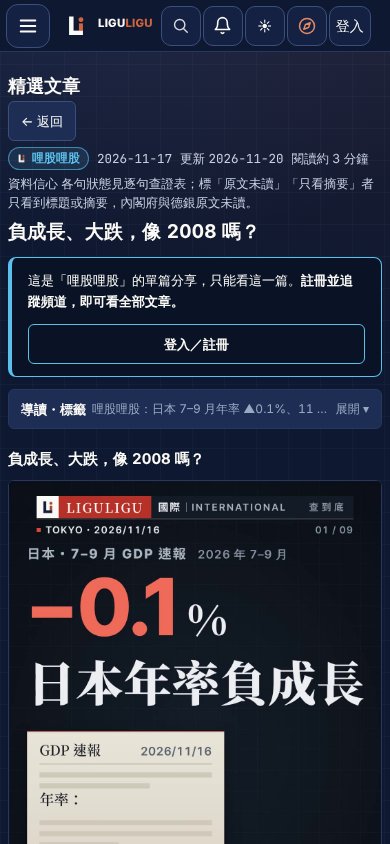 LIGULIGU
登入
精選文章
← 返回
哩股哩股 2026-11-17 更新 2026-11-20 閱讀約 3 分鐘
資料信心 各句狀態見逐句查證表；標「原文未讀」「只看摘要」者
只看到標題或摘要，內閣府與德銀原文未讀。
負成長、大跌，像 2008 嗎？
這是「哩股哩股」的單篇分享，只能看這一篇。註冊並追
蹤頻道，即可看全部文章。
登入／註冊
導讀・標籤 哩股哩股：日本 7–9 月年率 ▲0.1%、11 ... 展開 ▾
負成長、大跌，像 2008 嗎？
LIGULIGU 國際 | INTERNATIONAL 查到底
TOKYO・2026/11/16 01 / 09
日本・7–9 月 GDP 速報 2026 年 7–9 月
−0.1 %
日本年率負成長
GDP 速報 2026/11/16
年率：